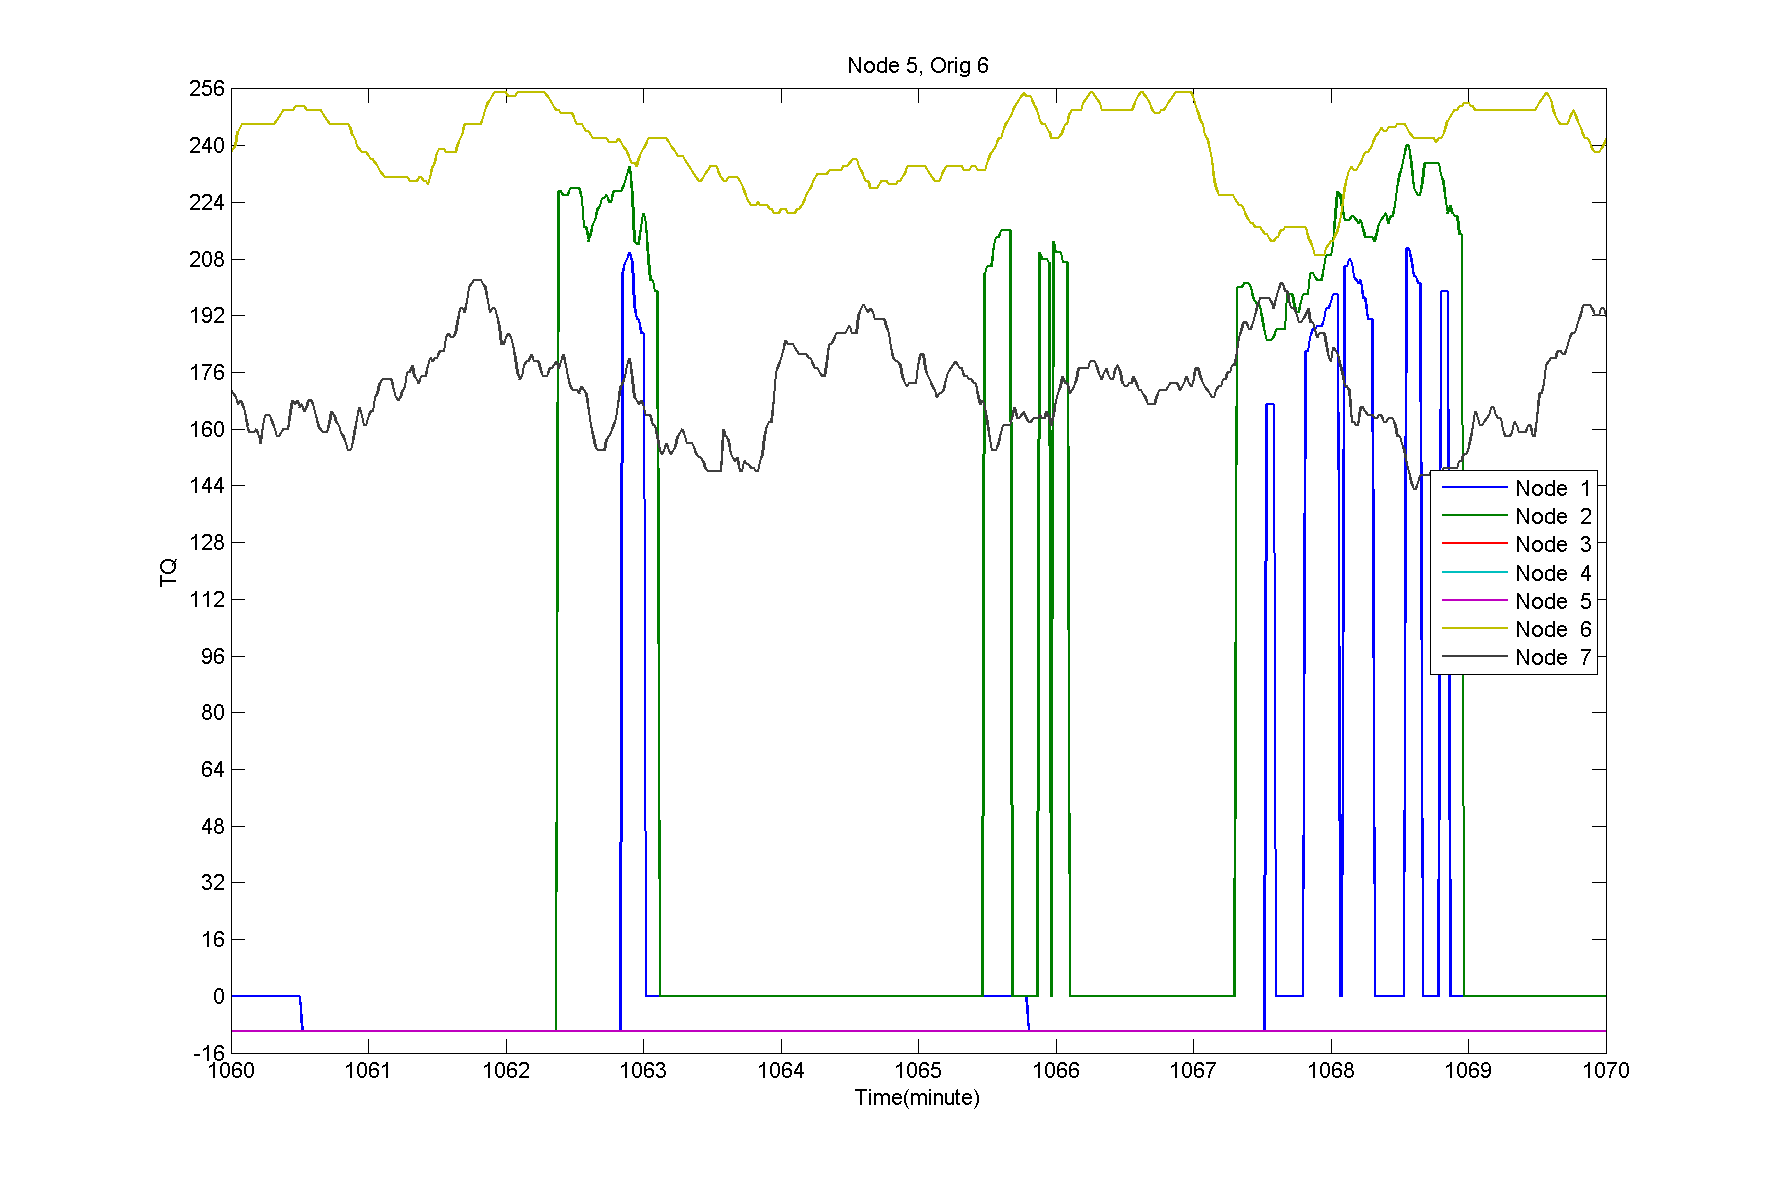 Node 5, Orig 6
256
240
224
208
192
176
160
144
128
112
96
80
64
48
32
16
0
-16
TQ
Node 1
Node 2
Node 3
Node 4
Node 5
Node 6
Node 7
1060 1061 1062 1063 1064 1065 1066 1067 1068 1069 1070
Time(minute)